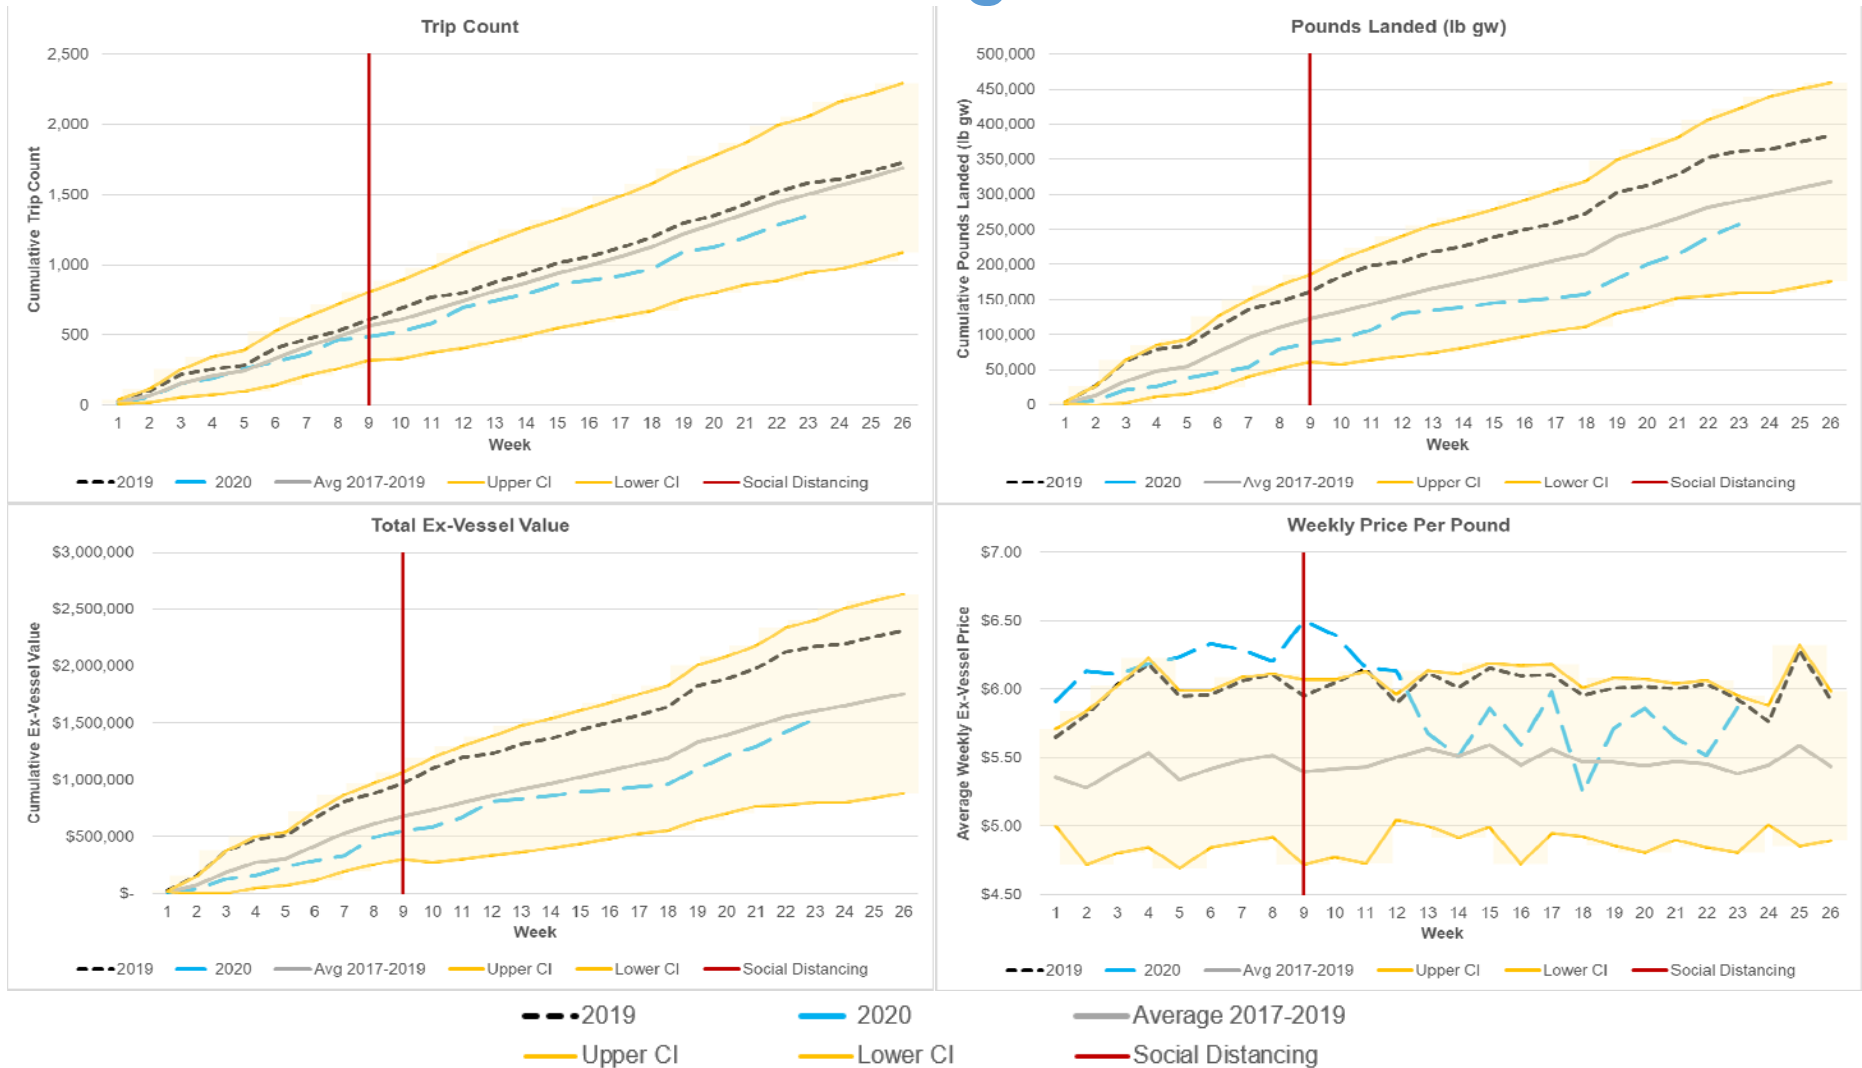 Trip Count
2,500
2,000
1,500
1,000
500
0
Cumulative Trip Count
1 2 3 4 5 6 7 8 9 10 11 12 13 14 15 16 17 18 19 20 21 22 23 24 25 26
Week
2019 2020 Avg 2017-2019 Upper CI Lower CI Social Distancing
Pounds Landed (lb gw)
500,000
450,000
400,000
350,000
300,000
250,000
200,000
150,000
100,000
50,000
0
Cumulative Pounds Landed (lb gw)
1 2 3 4 5 6 7 8 9 10 11 12 13 14 15 16 17 18 19 20 21 22 23 24 25 26
Week
2019 2020 Avg 2017-2019 Upper CI Lower CI Social Distancing
Total Ex-Vessel Value
$3,000,000
$2,500,000
$2,000,000
$1,500,000
$1,000,000
$500,000
$-
Cumulative Ex-Vessel Value
1 2 3 4 5 6 7 8 9 10 11 12 13 14 15 16 17 18 19 20 21 22 23 24 25 26
Week
2019 2020 Avg 2017-2019 Upper CI Lower CI Social Distancing
Weekly Price Per Pound
$7.00
$6.50
$6.00
$5.50
$5.00
$4.50
Average Weekly Ex-Vessel Price
1 2 3 4 5 6 7 8 9 10 11 12 13 14 15 16 17 18 19 20 21 22 23 24 25 26
Week
2019 2020 Avg 2017-2019 Upper CI Lower CI Social Distancing
2019 2020 Average 2017-2019
Upper CI Lower CI Social Distancing